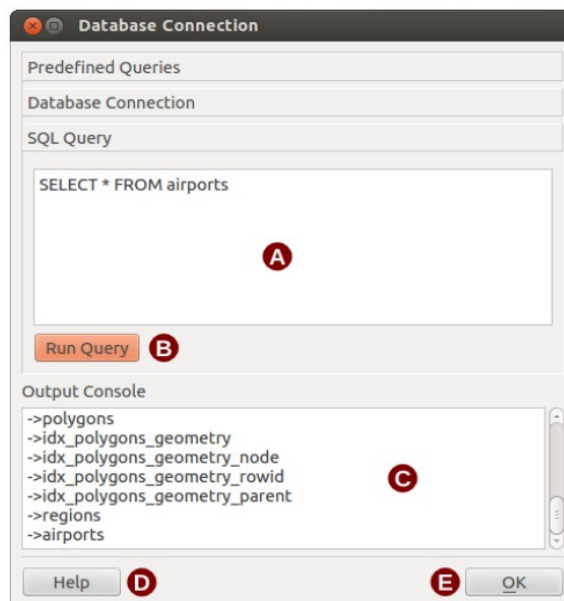 Database Connection
Predefined Queries
Database Connection
SQL Query
SELECT * FROM airports
A
Run Query B
Output Console
->polygons
->idx_polygons_geometry
->idx_polygons_geometry_node
->idx_polygons_geometry_rowid
->idx_polygons_geometry_parent
->regions
->airports
C
Help D E OK